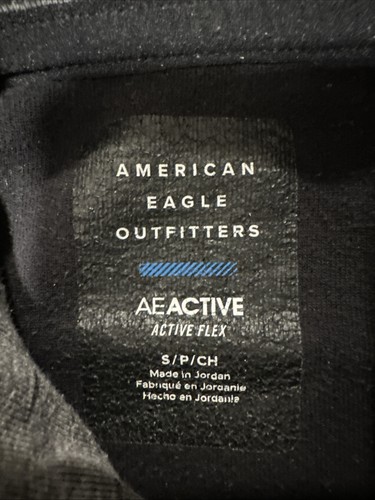 AMERICAN
EAGLE
OUTFITTERS
AEACTIVE
ACTIVE FLEX
S/P/CH
Made in Jordan
Fabriqué en Jordanie
Hecho en Jordania